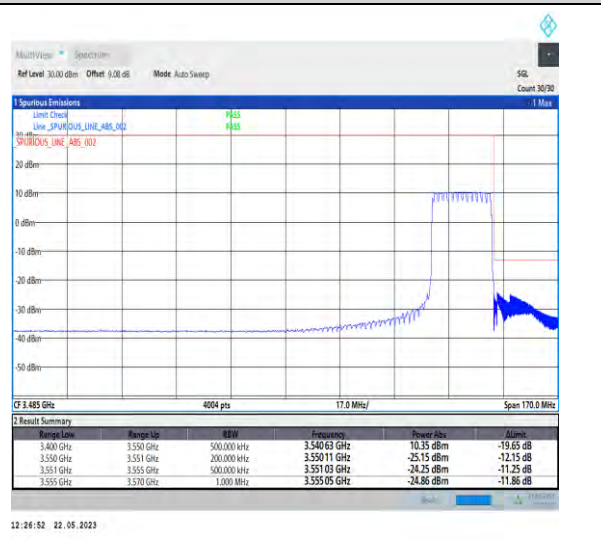 MultiView Spectrum
Ref Level 30.00 dBm Offset 9.08 dB Mode Auto Sweep SGL
Count 30/30
1 Spurious Emissions 1 Max
Limit Check PASS
Line _SPURIOUS_LINE_ABS_002 PASS
30 dBm
_SPURIOUS_LINE_ABS_002
20 dBm
10 dBm
0 dBm
-10 dBm
-20 dBm
-30 dBm
-40 dBm
-50 dBm
CF 3.485 GHz 4004 pts 17.0 MHz/ Span 170.0 MHz
2 Result Summary
Range Low Range Up RBW Frequency Power Abs ΔLimit
3.400 GHz 3.550 GHz 500.000 kHz 3.54063 GHz 10.35 dBm -19.65 dB
3.550 GHz 3.551 GHz 200.000 kHz 3.55011 GHz -25.15 dBm -12.15 dB
3.551 GHz 3.555 GHz 500.000 kHz 3.55103 GHz -24.25 dBm -11.25 dB
3.555 GHz 3.570 GHz 1.000 MHz 3.55505 GHz -24.86 dBm -11.86 dB
12:26:52 22.05.2023